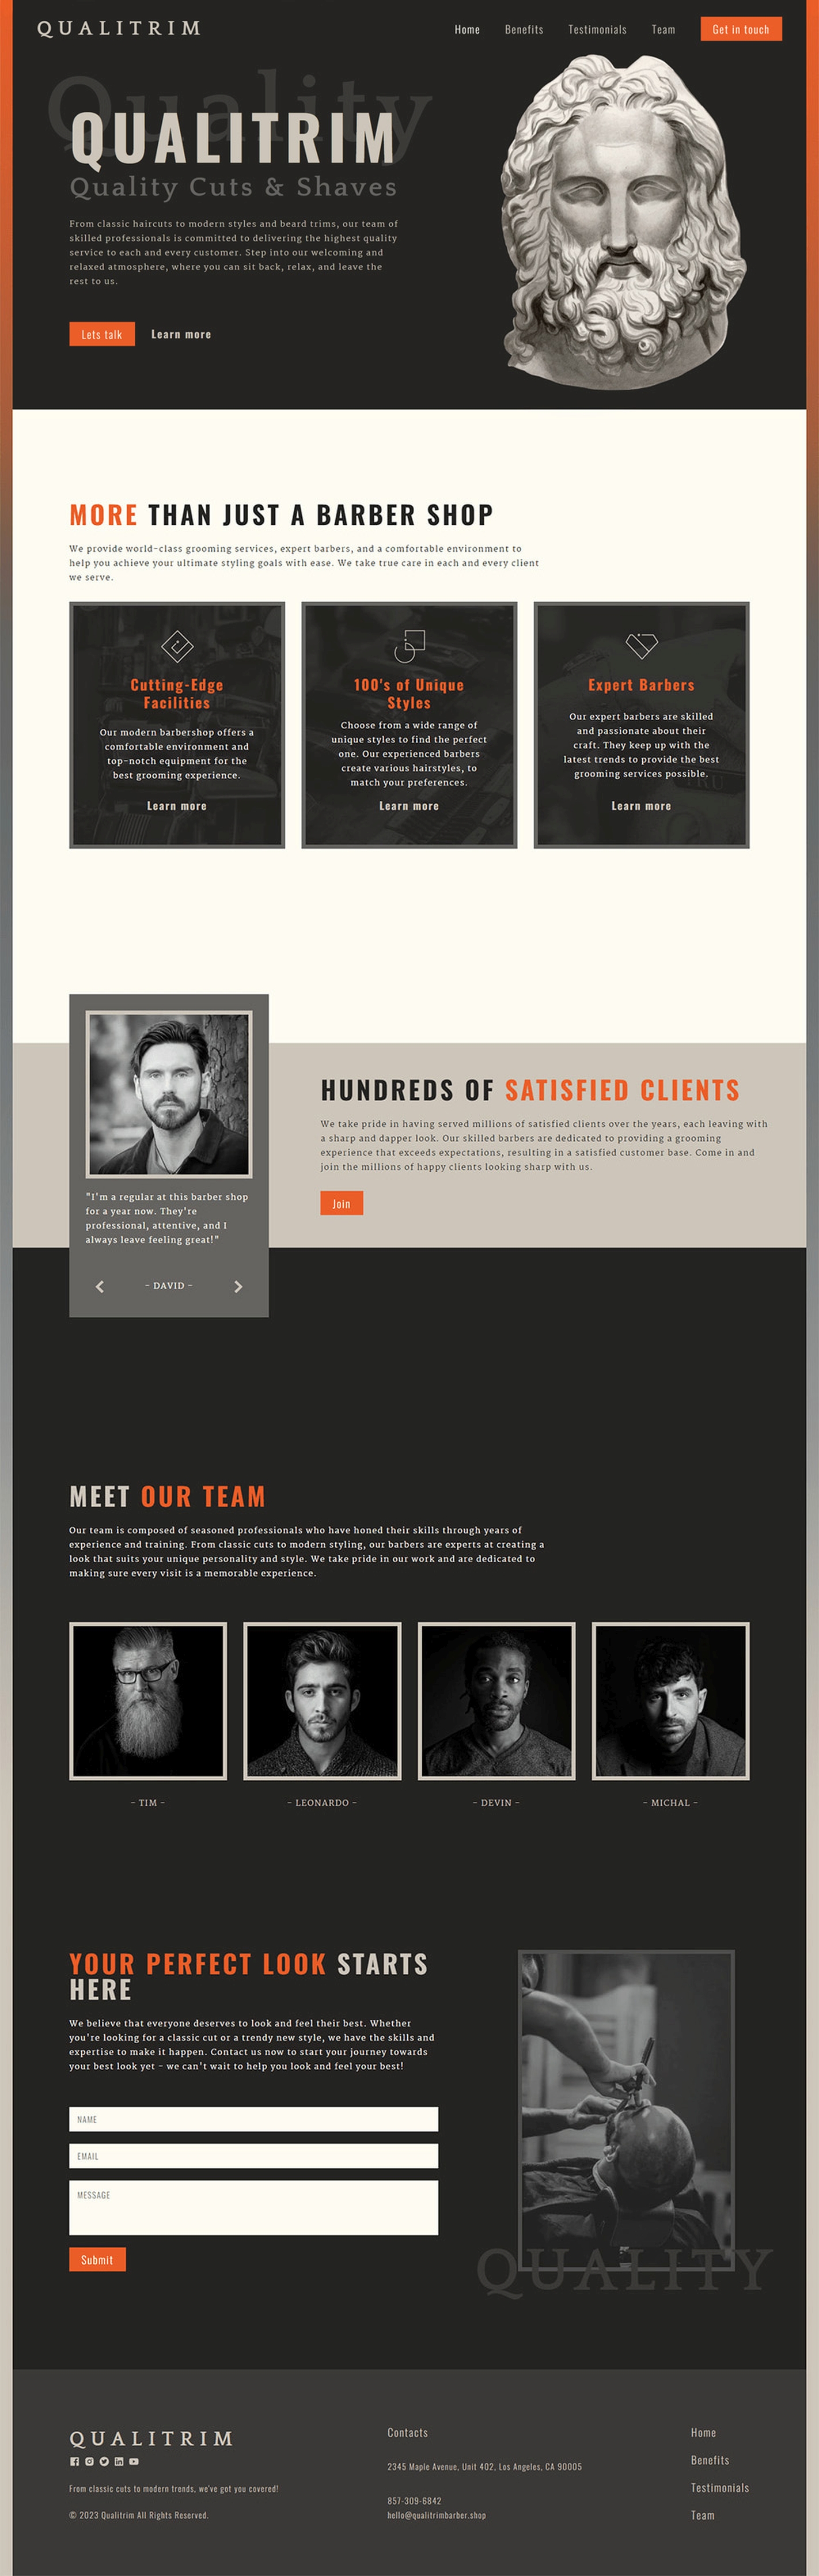 QUALITRIM
Home Benefits Testimonials Team Get in touch
Quality
QUALITRIM
Quality Cuts & Shaves
From classic haircuts to modern styles and beard trims, our team of
skilled professionals is committed to delivering the highest quality
service to each and every customer. Step into our welcoming and
relaxed atmosphere, where you can sit back, relax, and leave the
rest to us.
Lets talk Learn more
MORE THAN JUST A BARBER SHOP
We provide world-class grooming services, expert barbers, and a comfortable environment to
help you achieve your ultimate styling goals with ease. We take true care in each and every client
we serve.
Cutting-Edge
Facilities
Our modern barbershop offers a
comfortable environment and
top-notch equipment for the
best grooming experience.
Learn more
100's of Unique
Styles
Choose from a wide range of
unique styles to find the perfect
one. Our experienced barbers
create various hairstyles, to
match your preferences.
Learn more
Expert Barbers
Our expert barbers are skilled
and passionate about their
craft. They keep up with the
latest trends to provide the best
grooming services possible.
Learn more
"I'm a regular at this barber shop
for a year now. They're
professional, attentive, and I
always leave feeling great!"
- DAVID -
HUNDREDS OF SATISFIED CLIENTS
We take pride in having served millions of satisfied clients over the years, each leaving with
a sharp and dapper look. Our skilled barbers are dedicated to providing a grooming
experience that exceeds expectations, resulting in a satisfied customer base. Come in and
join the millions of happy clients looking sharp with us.
Join
MEET OUR TEAM
Our team is composed of seasoned professionals who have honed their skills through years of
experience and training. From classic cuts to modern styling, our barbers are experts at creating a
look that suits your unique personality and style. We take pride in our work and are dedicated to
making sure every visit is a memorable experience.
- TIM - - LEONARDO - - DEVIN - - MICHAL -
YOUR PERFECT LOOK STARTS
HERE
We believe that everyone deserves to look and feel their best. Whether
you're looking for a classic cut or a trendy new style, we have the skills and
expertise to make it happen. Contact us now to start your journey towards
your best look yet - we can't wait to help you look and feel your best!
NAME
EMAIL
MESSAGE
Submit
QUALITY
QUALITRIM
From classic cuts to modern trends, we've got you covered!
© 2023 Qualitrim All Rights Reserved.
Contacts
2345 Maple Avenue, Unit 402, Los Angeles, CA 90005
857-309-6842
hello@qualitrimbarber.shop
Home
Benefits
Testimonials
Team